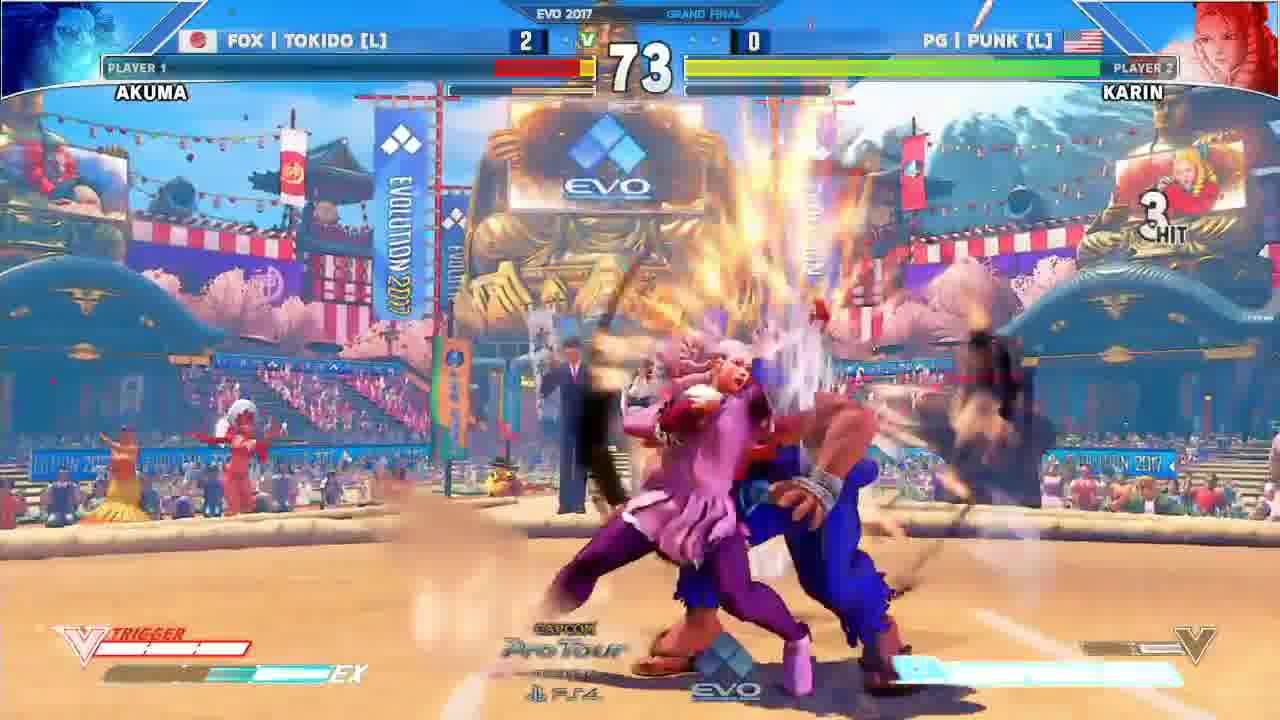 EVO 2017 GRAND FINAL
FOX | TOKIDO [L] 2 V 73 0 PG | PUNK [L]
PLAYER 1 PLAYER 2
AKUMA KARIN
EVO
EVOLUTION 2017
3
HIT
V TRIGGER
EX
V
CAPCOM
Pro Tour
PS4
EVO